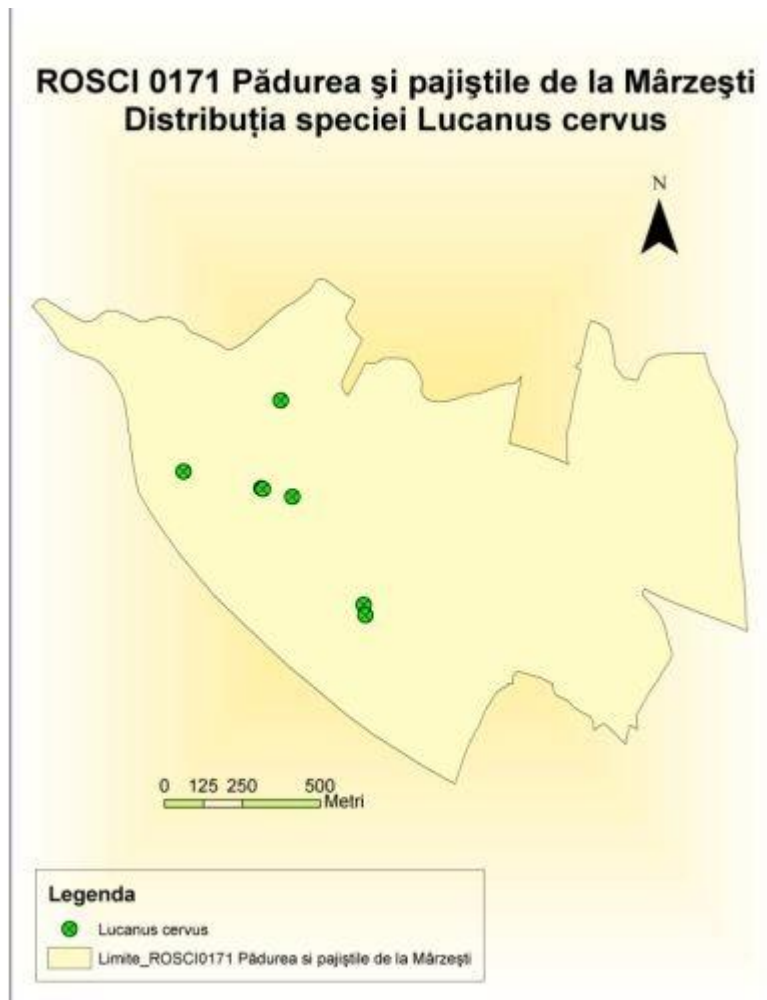 ROSCI 0171 Pădurea şi pajiştile de la Mârzeşti
Distribuția speciei Lucanus cervus
N
0 125 250 500
Metri
Legenda
Lucanus cervus
Limite_ROSCI0171 Pădurea si pajiştile de la Mârzeşti